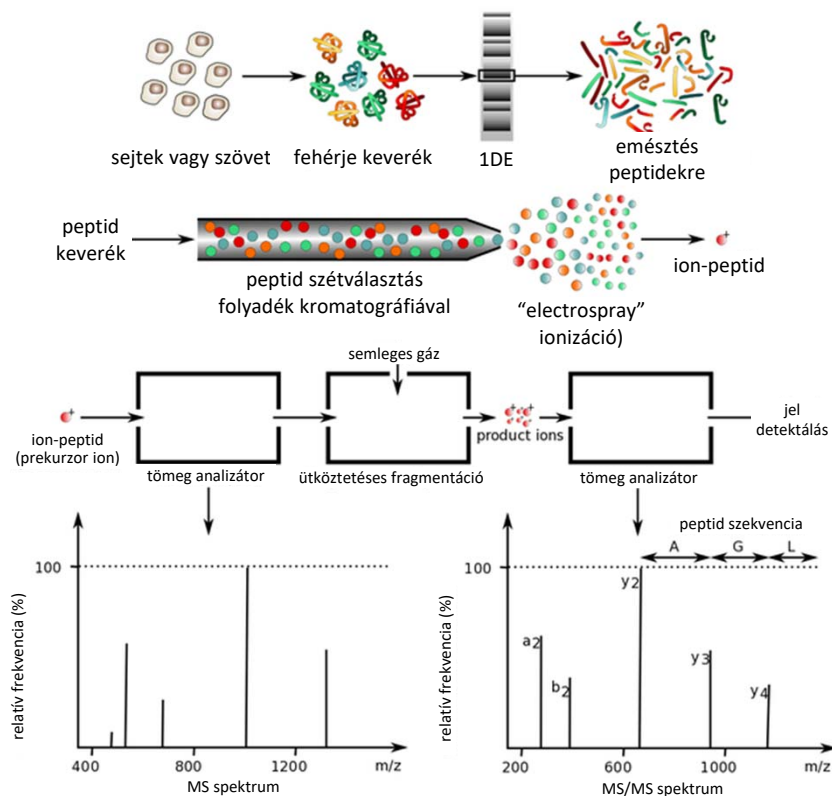 sejtek vagy szövet
fehérje keverék
1DE
emésztés
peptidekre
peptid
keverék
peptid szétválasztás
folyadék kromatográfiával
“electrospray”
ionizáció)
+
ion-peptid
semleges gáz
+
ion-peptid
(prekurzor ion)
tömeg analizátor
ütköztetéses fragmentáció
+ + +
product ions
tömeg analizátor
jel
detektálás
relatív frekvencia (%)
100
400
800
1200
m/z
MS spektrum
peptid szekvencia
A
G
L
relatív frekvencia (%)
100
a2
b2
y2
y3
y4
200
600
1000
m/z
MS/MS spektrum